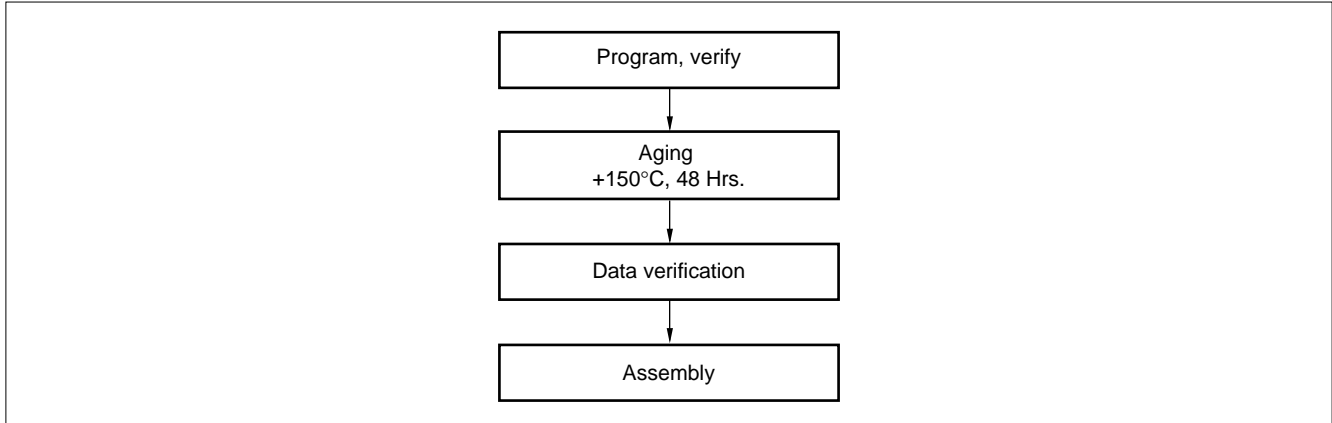 Program, verify
Aging
+150°C, 48 Hrs.
Data verification
Assembly